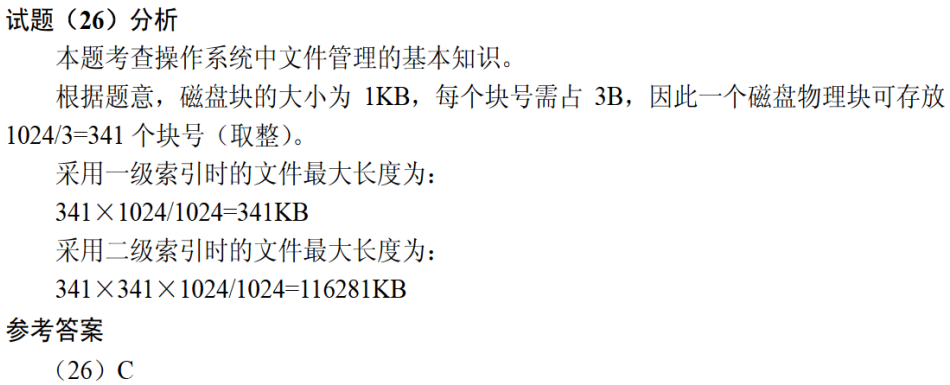 试题（26）分析
本题考查操作系统中文件管理的基本知识。
根据题意，磁盘块的大小为 1KB，每个块号需占 3B，因此一个磁盘物理块可存放
1024/3=341 个块号（取整）。
采用一级索引时的文件最大长度为：
341×1024/1024=341KB
采用二级索引时的文件最大长度为：
341×341×1024/1024=116281KB
参考答案
（26）C